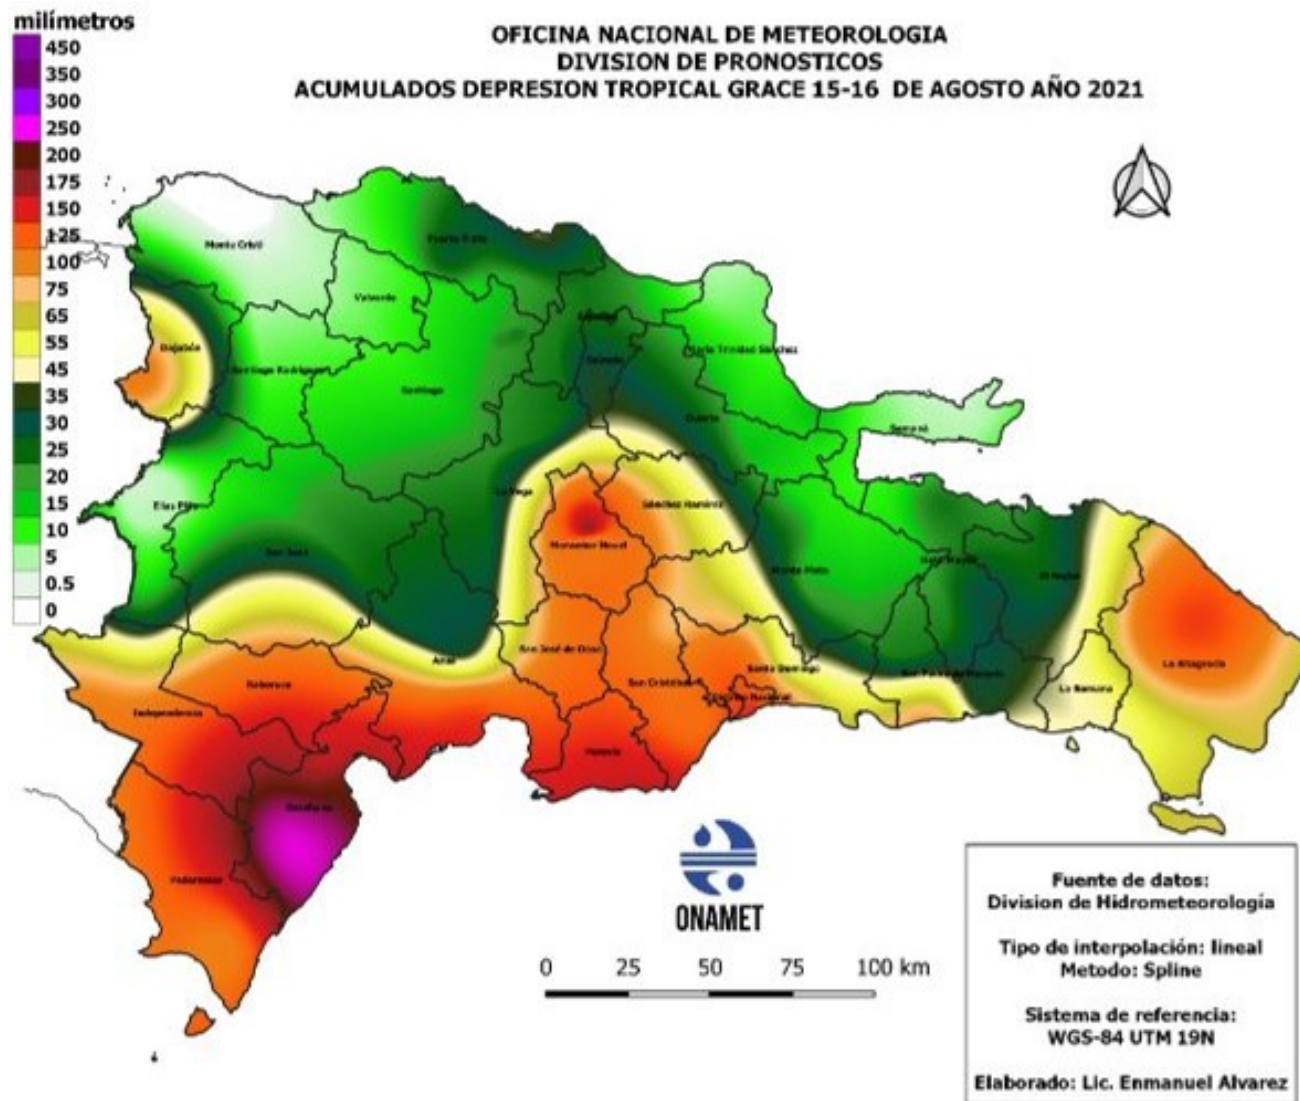 milímetros
OFICINA NACIONAL DE METEOROLOGIA
DIVISION DE PRONOSTICOS
ACUMULADOS DEPRESION TROPICAL GRACE 15-16 DE AGOSTO AÑO 2021
450
350
300
250
200
175
150
125
100
75
65
55
45
35
30
25
20
15
10
5
0.5
0
Monte Cristi
Puerto Plata
Valverde
Dajabón
Santiago Rodríguez
Santiago
María Trinidad Sánchez
Duarte
Samaná
Elías Piña
La Vega
Sánchez Ramírez
San Juan
Monseñor Nouel
Monte Plata
Hato Mayor
El Seybo
Azua
San José de Ocoa
Santo Domingo
San Pedro de Macorís
La Altagracia
Bahoruco
San Cristóbal
La Romana
Independencia
Distrito Nacional
Peravia
Barahona
Pedernales
ONAMET
0 25 50 75 100 km
Fuente de datos:
Division de Hidrometeorología
Tipo de interpolación: lineal
Metodo: Spline
Sistema de referencia:
WGS-84 UTM 19N
Elaborado: Lic. Enmanuel Alvarez